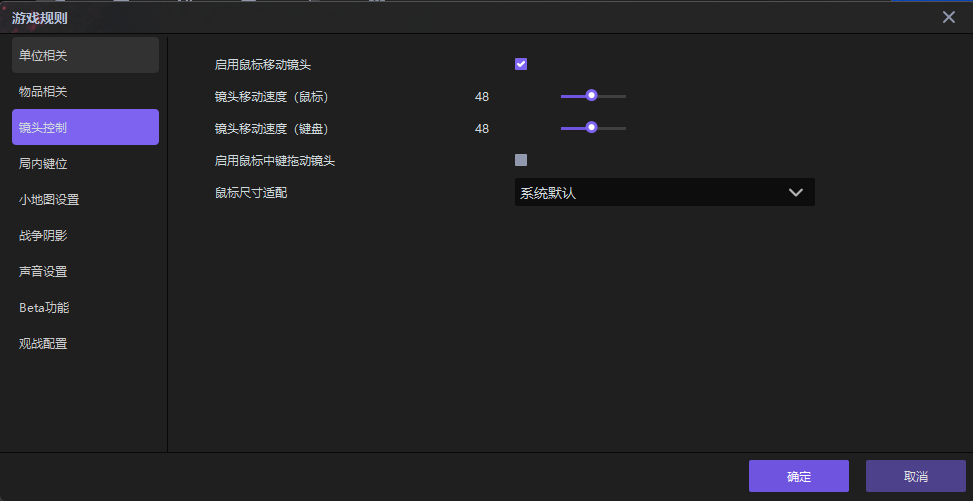 游戏规则
单位相关
物品相关
镜头控制
局内键位
小地图设置
战争阴影
声音设置
Beta功能
观战配置
启用鼠标移动镜头
镜头移动速度（鼠标） 48
镜头移动速度（键盘） 48
启用鼠标中键拖动镜头
鼠标尺寸适配 系统默认
确定 取消